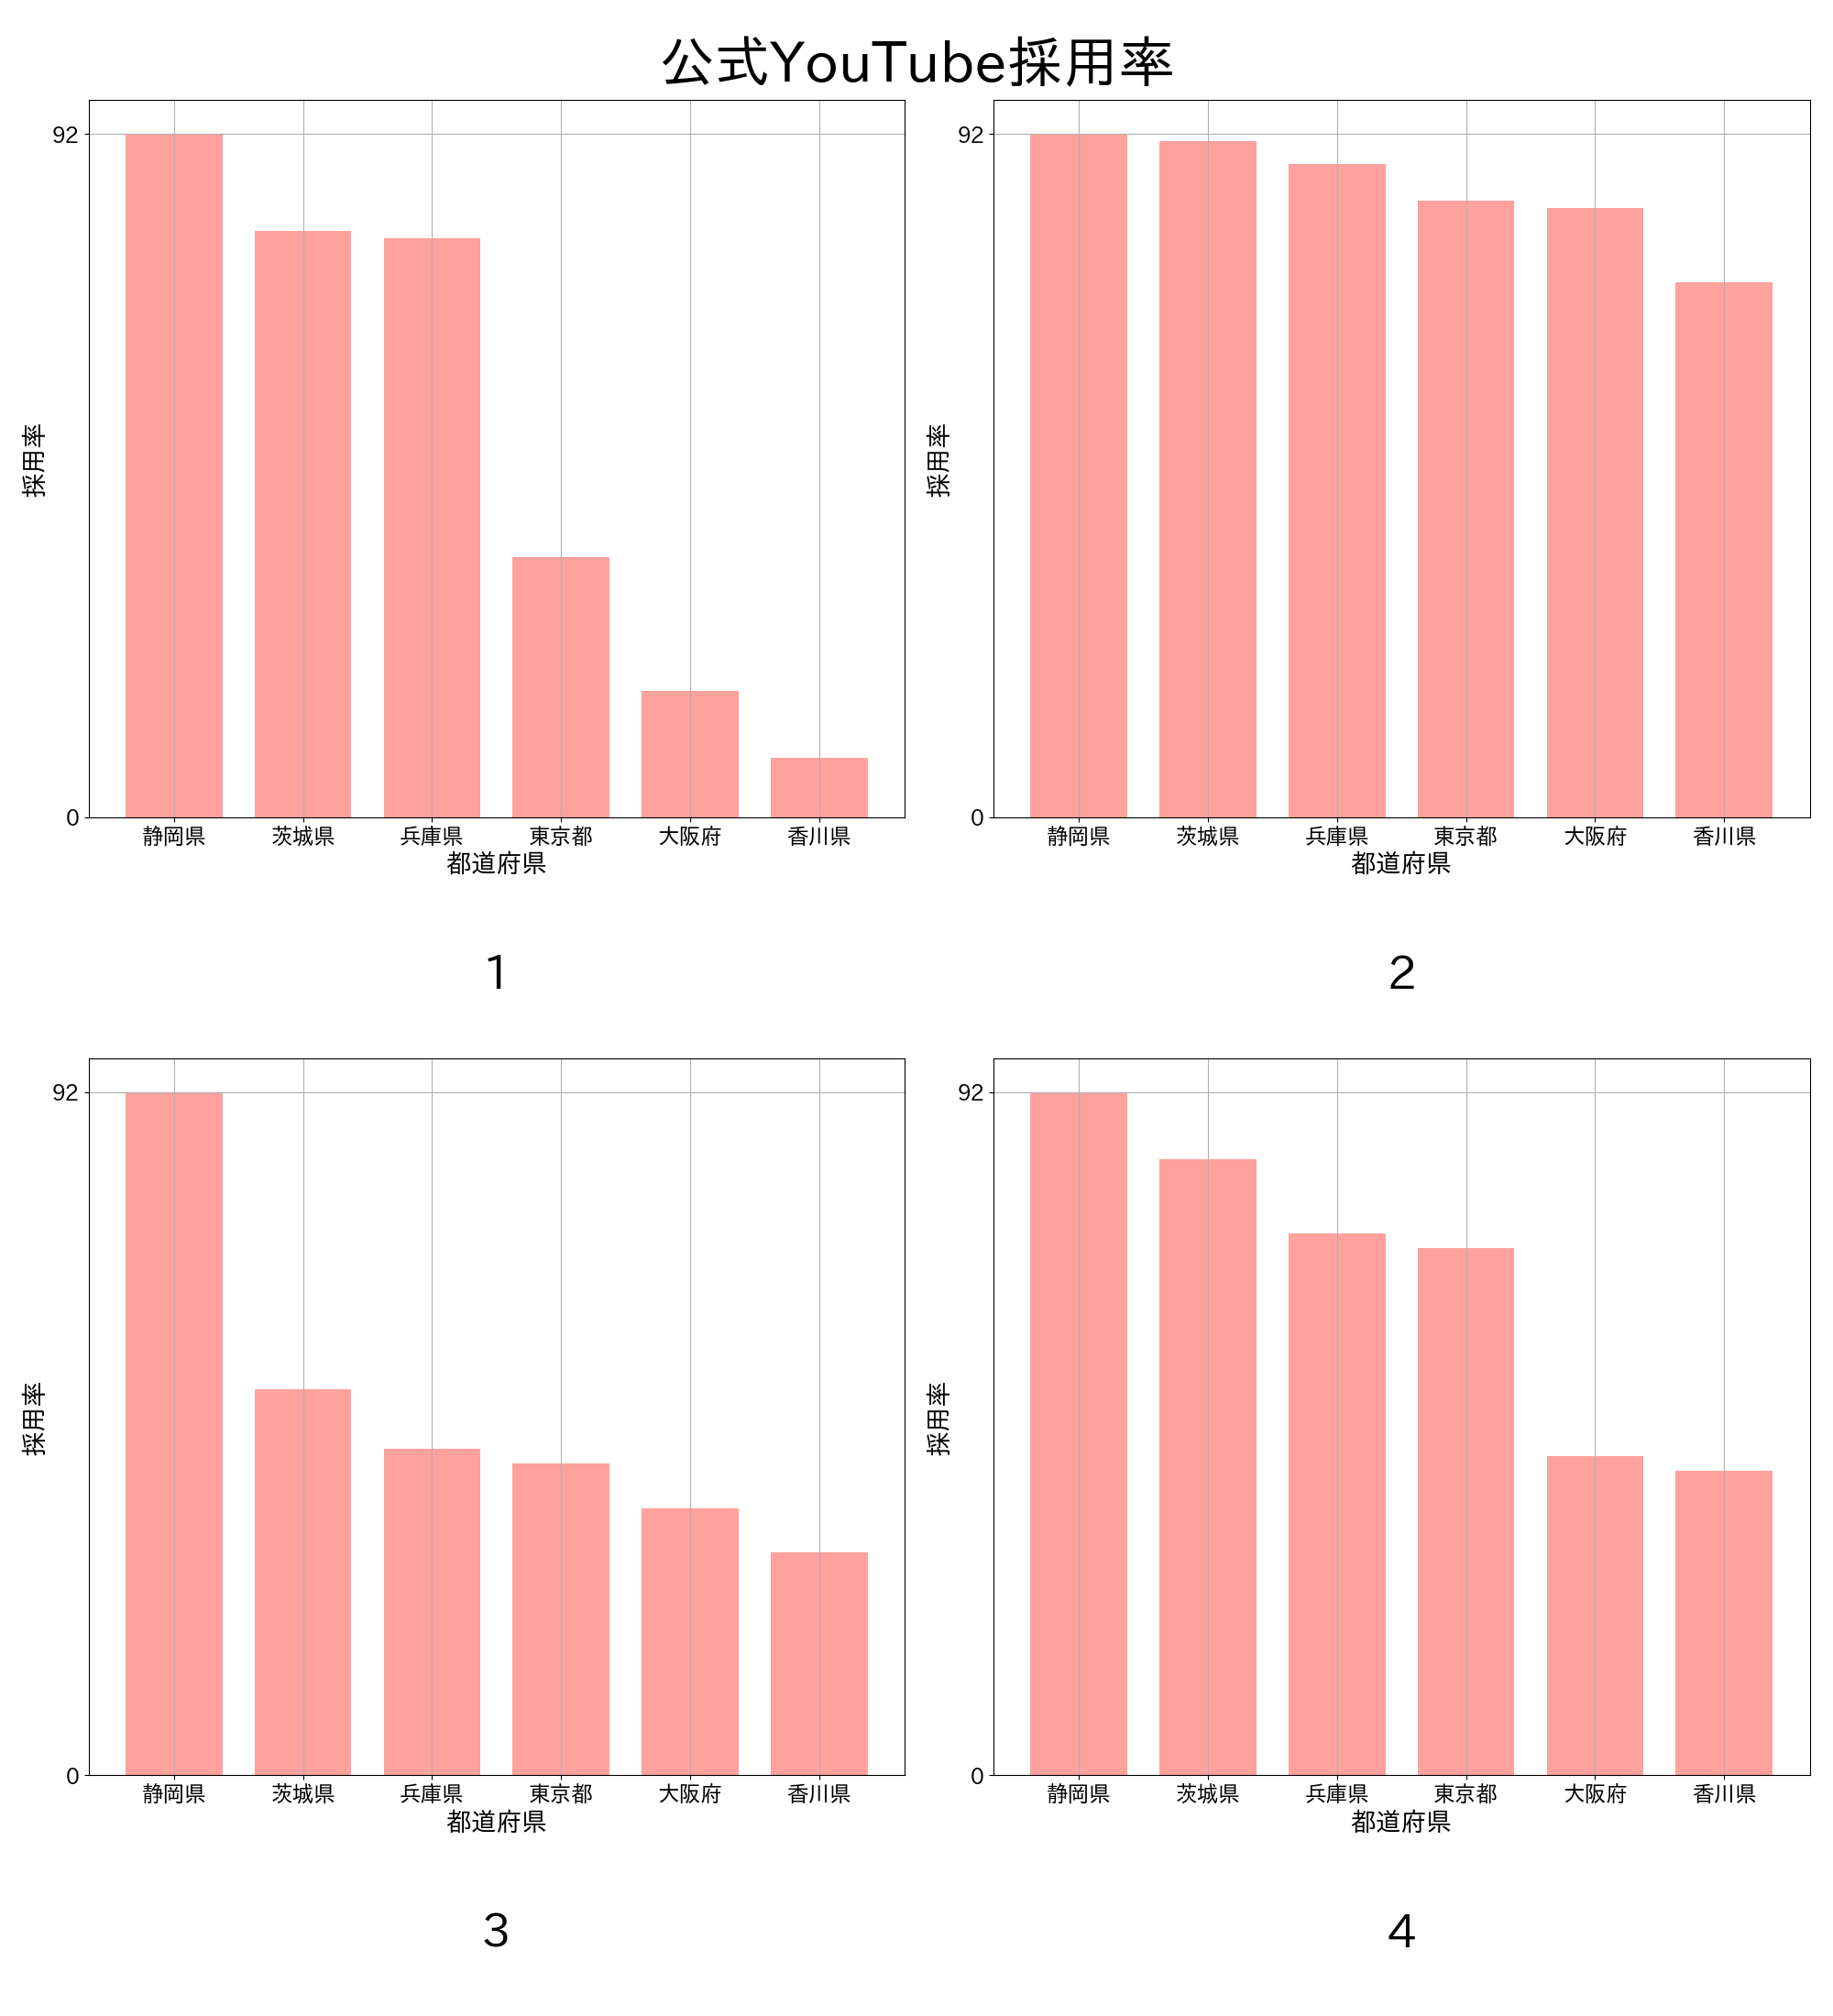 公式YouTube採用率
92
0
採用率
静岡県 茨城県 兵庫県 東京都 大阪府 香川県
都道府県
1
92
0
採用率
静岡県 茨城県 兵庫県 東京都 大阪府 香川県
都道府県
2
92
0
採用率
静岡県 茨城県 兵庫県 東京都 大阪府 香川県
都道府県
3
92
0
採用率
静岡県 茨城県 兵庫県 東京都 大阪府 香川県
都道府県
4